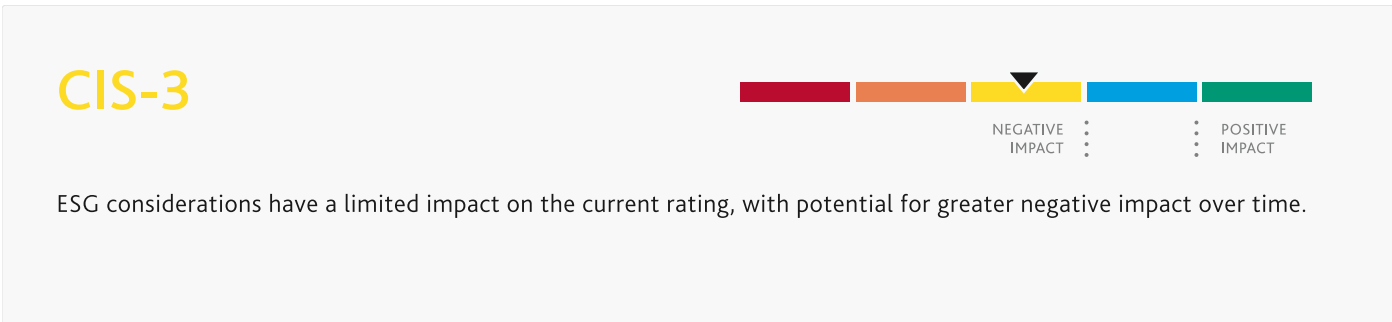 CIS-3
NEGATIVE
IMPACT
POSITIVE
IMPACT
ESG considerations have a limited impact on the current rating, with potential for greater negative impact over time.